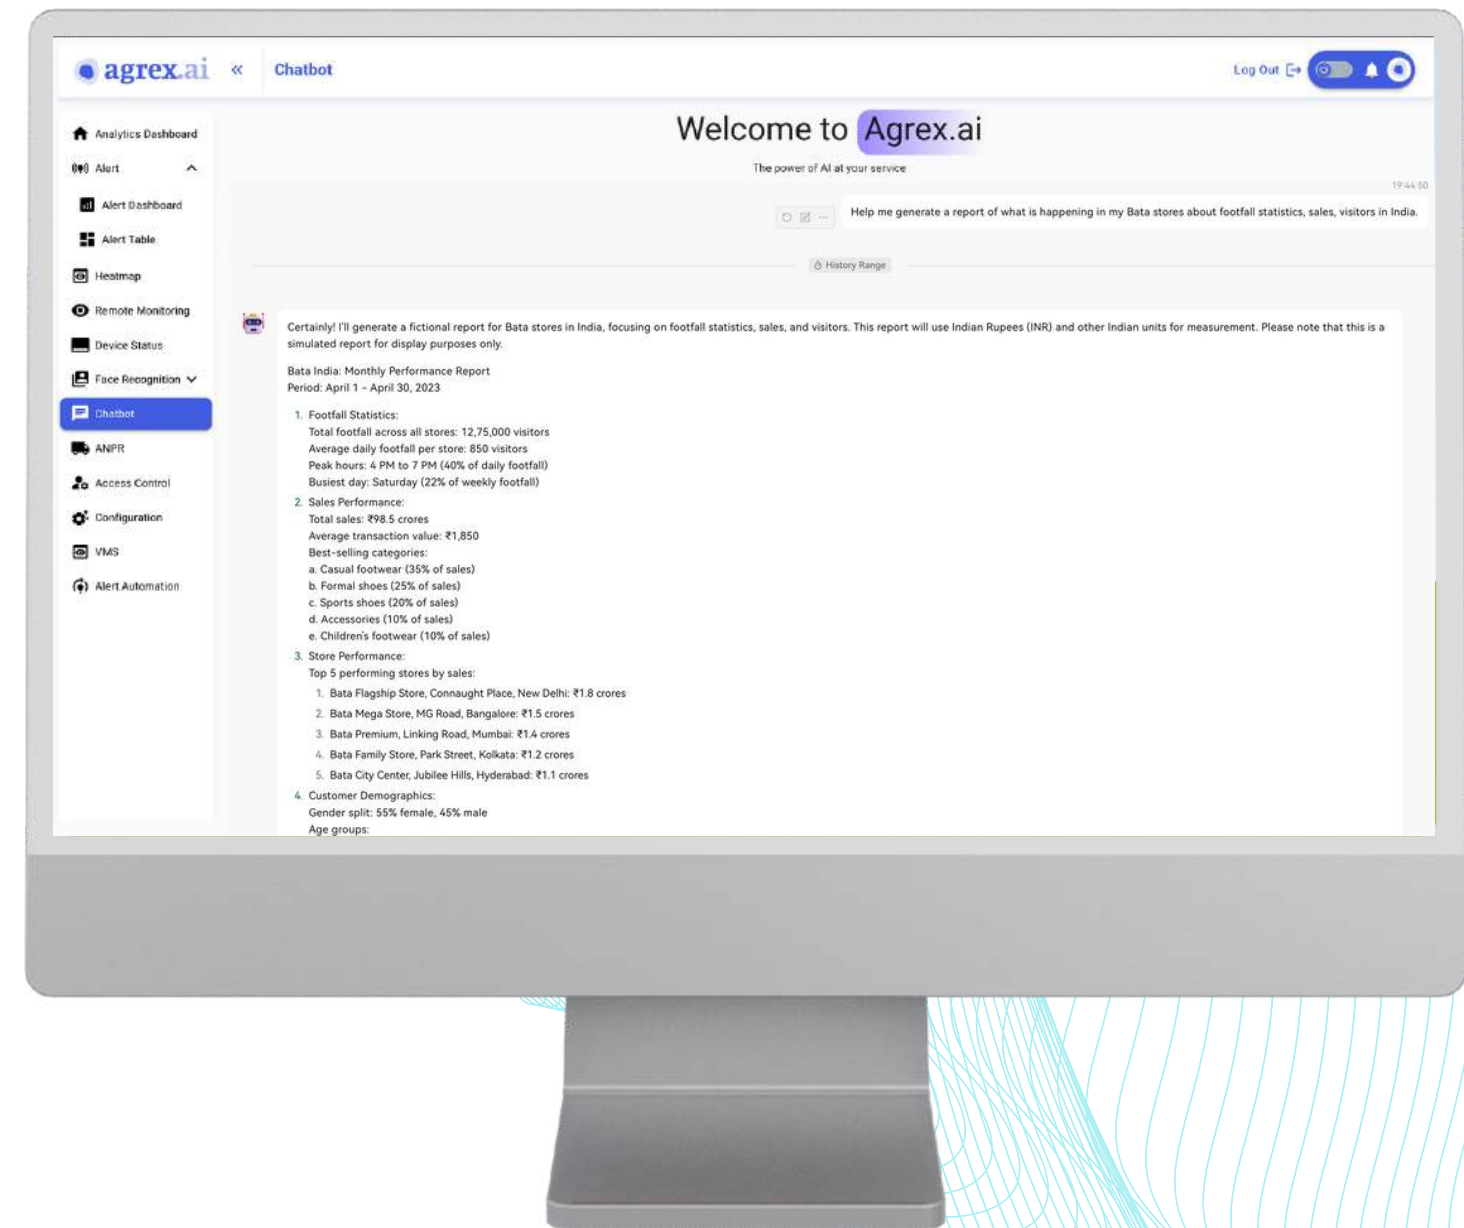 agrex.ai
Chatbot
Log Out
Analytics Dashboard
Alert
Alert Dashboard
Alert Table
Heatmap
Remote Monitoring
Device Status
Face Recognition
Chatbot
ANPR
Access Control
Configuration
VMS
Alert Automation
Welcome to Agrex.ai
The power of AI at your service
19:44:50
Help me generate a report of what is happening in my Bata stores about footfall statistics, sales, visitors in India.
History Range
Certainly! I'll generate a fictional report for Bata stores in India, focusing on footfall statistics, sales, and visitors. This report will use Indian Rupees (INR) and other Indian units for measurement. Please note that this is a
simulated report for display purposes only.
Bata India: Monthly Performance Report
Period: April 1 – April 30, 2023
1. Footfall Statistics:
Total footfall across all stores: 12,75,000 visitors
Average daily footfall per store: 850 visitors
Peak hours: 4 PM to 7 PM (40% of daily footfall)
Busiest day: Saturday (22% of weekly footfall)
2. Sales Performance:
Total sales: ₹98.5 crores
Average transaction value: ₹1,850
Best-selling categories:
a. Casual footwear (35% of sales)
b. Formal shoes (25% of sales)
c. Sports shoes (20% of sales)
d. Accessories (10% of sales)
e. Children's footwear (10% of sales)
3. Store Performance:
Top 5 performing stores by sales:
1. Bata Flagship Store, Connaught Place, New Delhi: ₹1.8 crores
2. Bata Mega Store, MG Road, Bangalore: ₹1.5 crores
3. Bata Premium, Linking Road, Mumbai: ₹1.4 crores
4. Bata Family Store, Park Street, Kolkata: ₹1.2 crores
5. Bata City Center, Jubilee Hills, Hyderabad: ₹1.1 crores
4. Customer Demographics:
Gender split: 55% female, 45% male
Age groups: